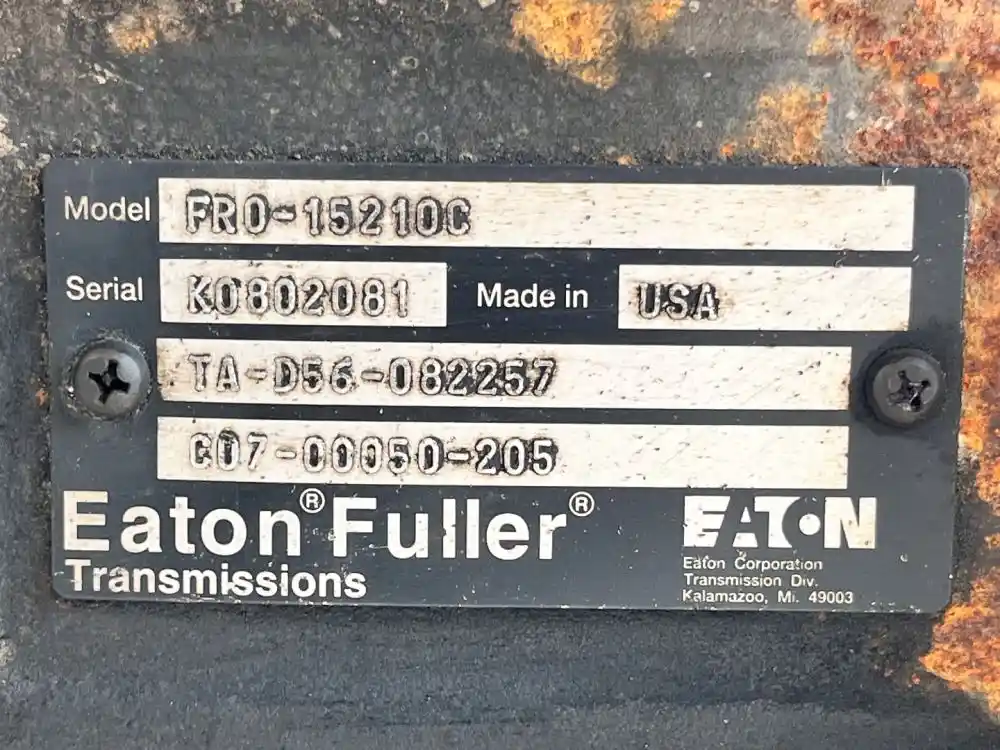 Model FRO-15210C
Serial K0802081 Made in USA
TA-D56-082257
C07-00050-205
Eaton® Fuller®
Transmissions
EATON
Eaton Corporation
Transmission Div.
Kalamazoo, Mi. 49003